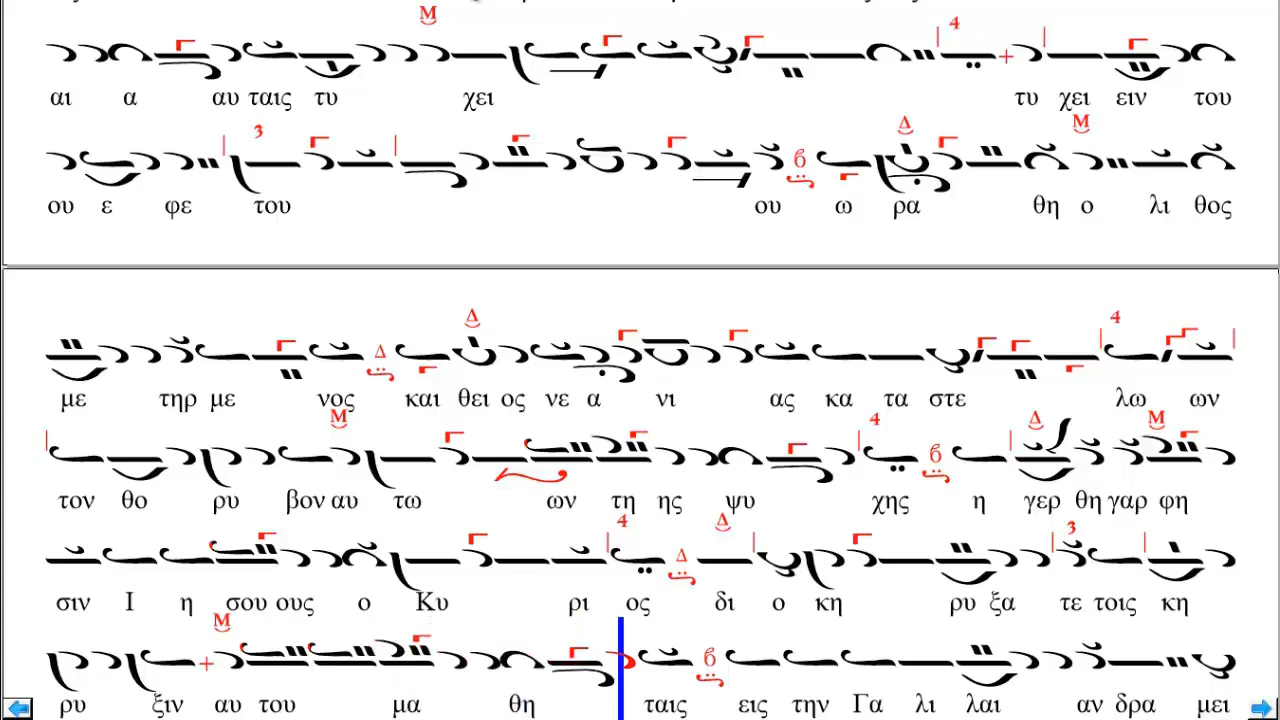 αι α αυ ταις τυ χει τυ χει ειν του
ου ε φε του ου ω ρα θη ο λι θος
με τηρ με νος και θει ος νε α νι ας κα τα στε λω ων
τον θο ρυ βον αυ τω ων τη ης ψυ χης η γερ θη γαρ φη
σιν Ι η σου ους ο Κυ ρι ος δι ο κη ρυ ξα τε τοις κη
ρυ ξιν αυ του μα θη ταις εις την Γα λι λαι αν δρα μει